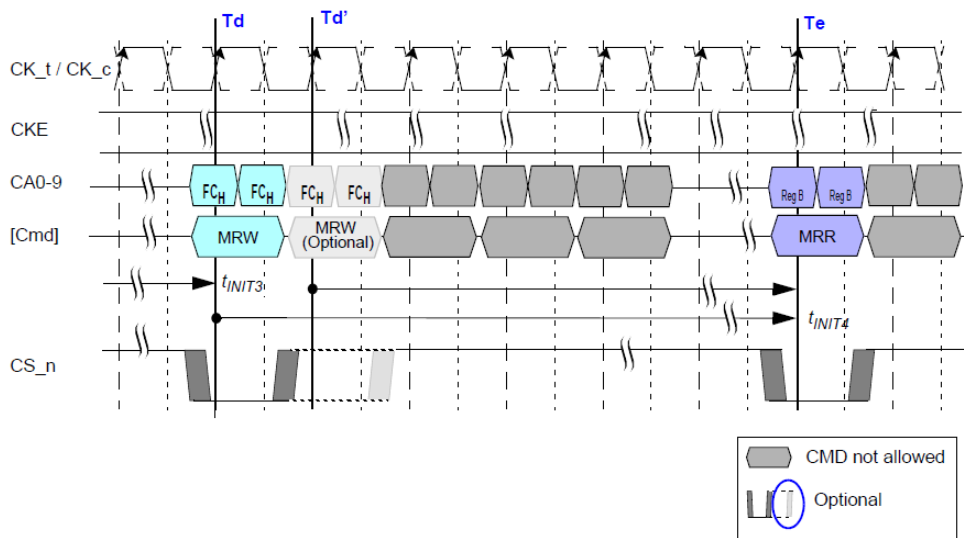 Td Td' Te
CK_t / CK_c
CKE
CA0-9 FCH FCH FCH FCH Reg B Reg B
[Cmd] MRW MRW (Optional) MRR
tINIT3
tINIT4
CS_n
CMD not allowed
Optional